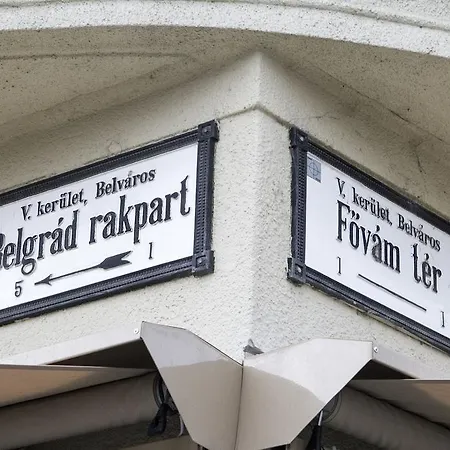 V. kerület, Belváros
Belgrád rakpart
5 1
V. kerület, Belváros
Fővám tér
1 1